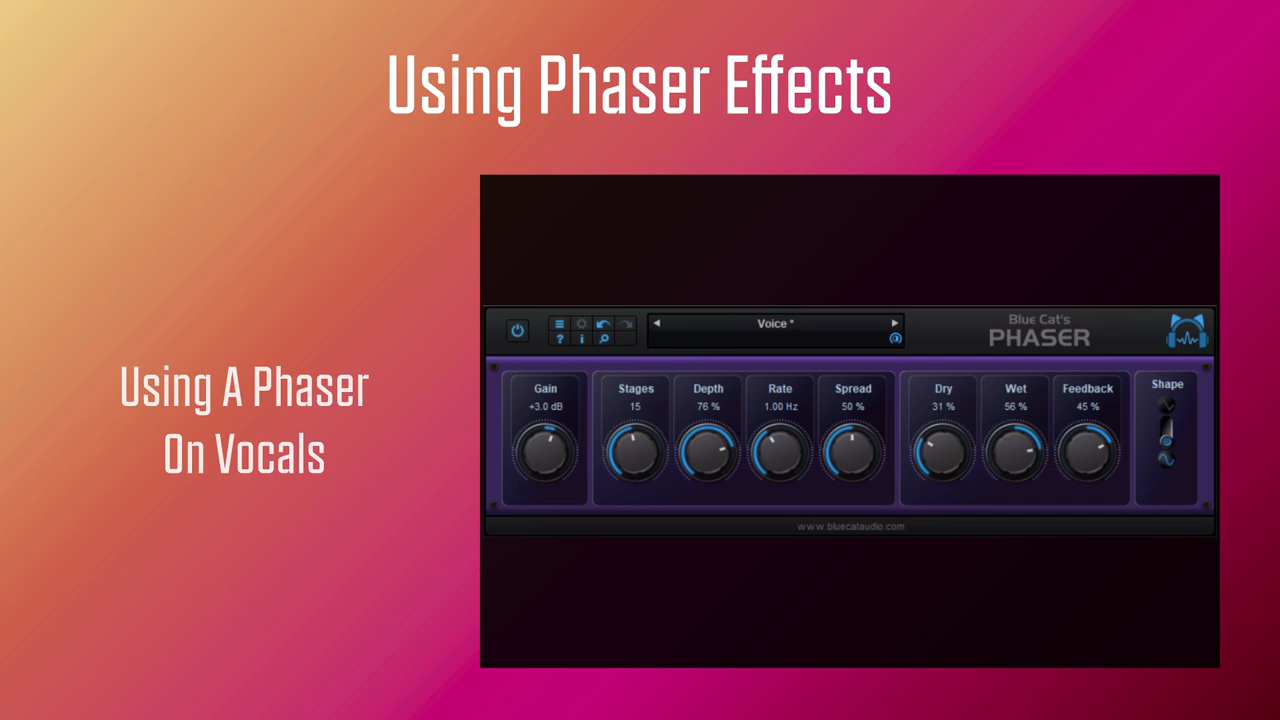 Using Phaser Effects
Using A Phaser
On Vocals
Voice *
Blue Cat's
PHASER
Gain
+3.0 dB
Stages
15
Depth
76 %
Rate
1.00 Hz
Spread
50 %
Dry
31 %
Wet
56 %
Feedback
45 %
Shape
www.bluecataudio.com